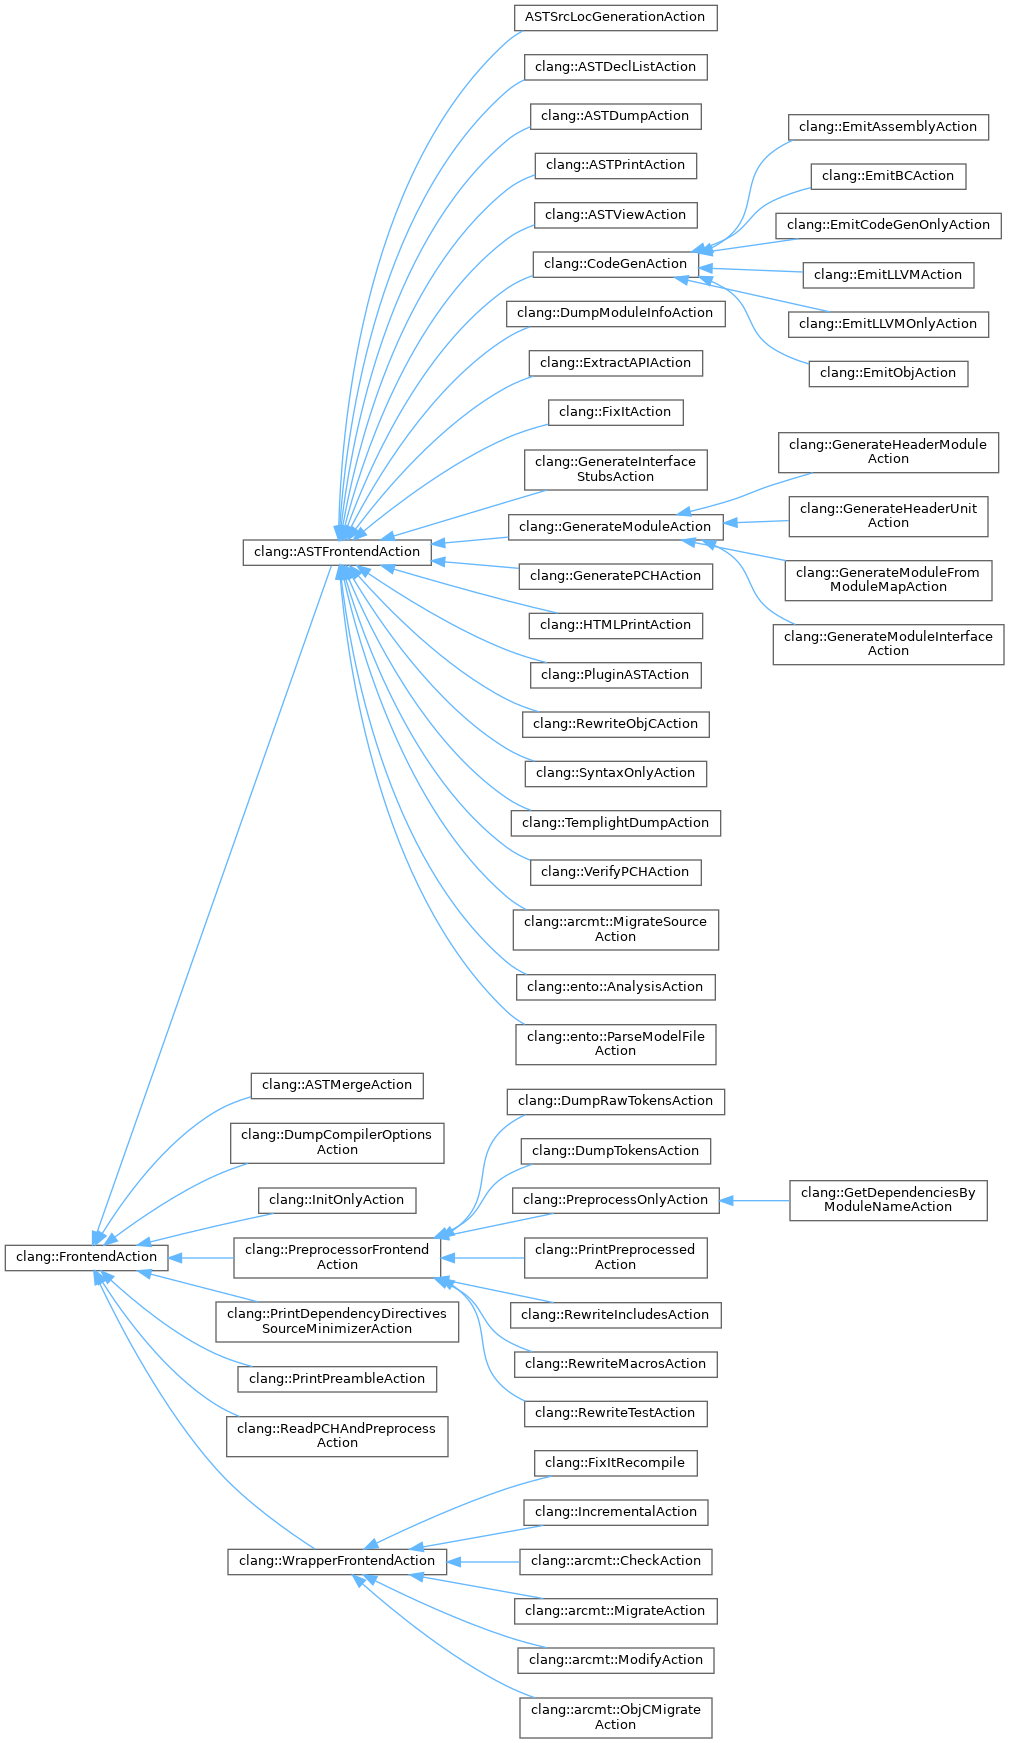 ASTSrcLocGenerationAction
clang::ASTDeclListAction
clang::ASTDumpAction
clang::ASTPrintAction
clang::ASTViewAction
clang::CodeGenAction
clang::EmitAssemblyAction
clang::EmitBCAction
clang::EmitCodeGenOnlyAction
clang::EmitLLVMAction
clang::EmitLLVMOnlyAction
clang::EmitObjAction
clang::DumpModuleInfoAction
clang::ExtractAPIAction
clang::FixItAction
clang::GenerateInterface
StubsAction
clang::GenerateModuleAction
clang::GenerateHeaderModule
Action
clang::GenerateHeaderUnit
Action
clang::GenerateModuleFrom
ModuleMapAction
clang::GenerateModuleInterface
Action
clang::ASTFrontendAction
clang::GeneratePCHAction
clang::HTMLPrintAction
clang::PluginASTAction
clang::RewriteObjCAction
clang::SyntaxOnlyAction
clang::TemplightDumpAction
clang::VerifyPCHAction
clang::arcmt::MigrateSource
Action
clang::ento::AnalysisAction
clang::ento::ParseModelFile
Action
clang::ASTMergeAction
clang::DumpCompilerOptions
Action
clang::InitOnlyAction
clang::FrontendAction
clang::PreprocessorFrontend
Action
clang::DumpRawTokensAction
clang::DumpTokensAction
clang::PreprocessOnlyAction
clang::GetDependenciesBy
ModuleNameAction
clang::PrintPreprocessed
Action
clang::RewriteIncludesAction
clang::RewriteMacrosAction
clang::RewriteTestAction
clang::PrintDependencyDirectives
SourceMinimizerAction
clang::PrintPreambleAction
clang::ReadPCHAndPreprocess
Action
clang::WrapperFrontendAction
clang::FixItRecompile
clang::IncrementalAction
clang::arcmt::CheckAction
clang::arcmt::MigrateAction
clang::arcmt::ModifyAction
clang::arcmt::ObjCMigrate
Action